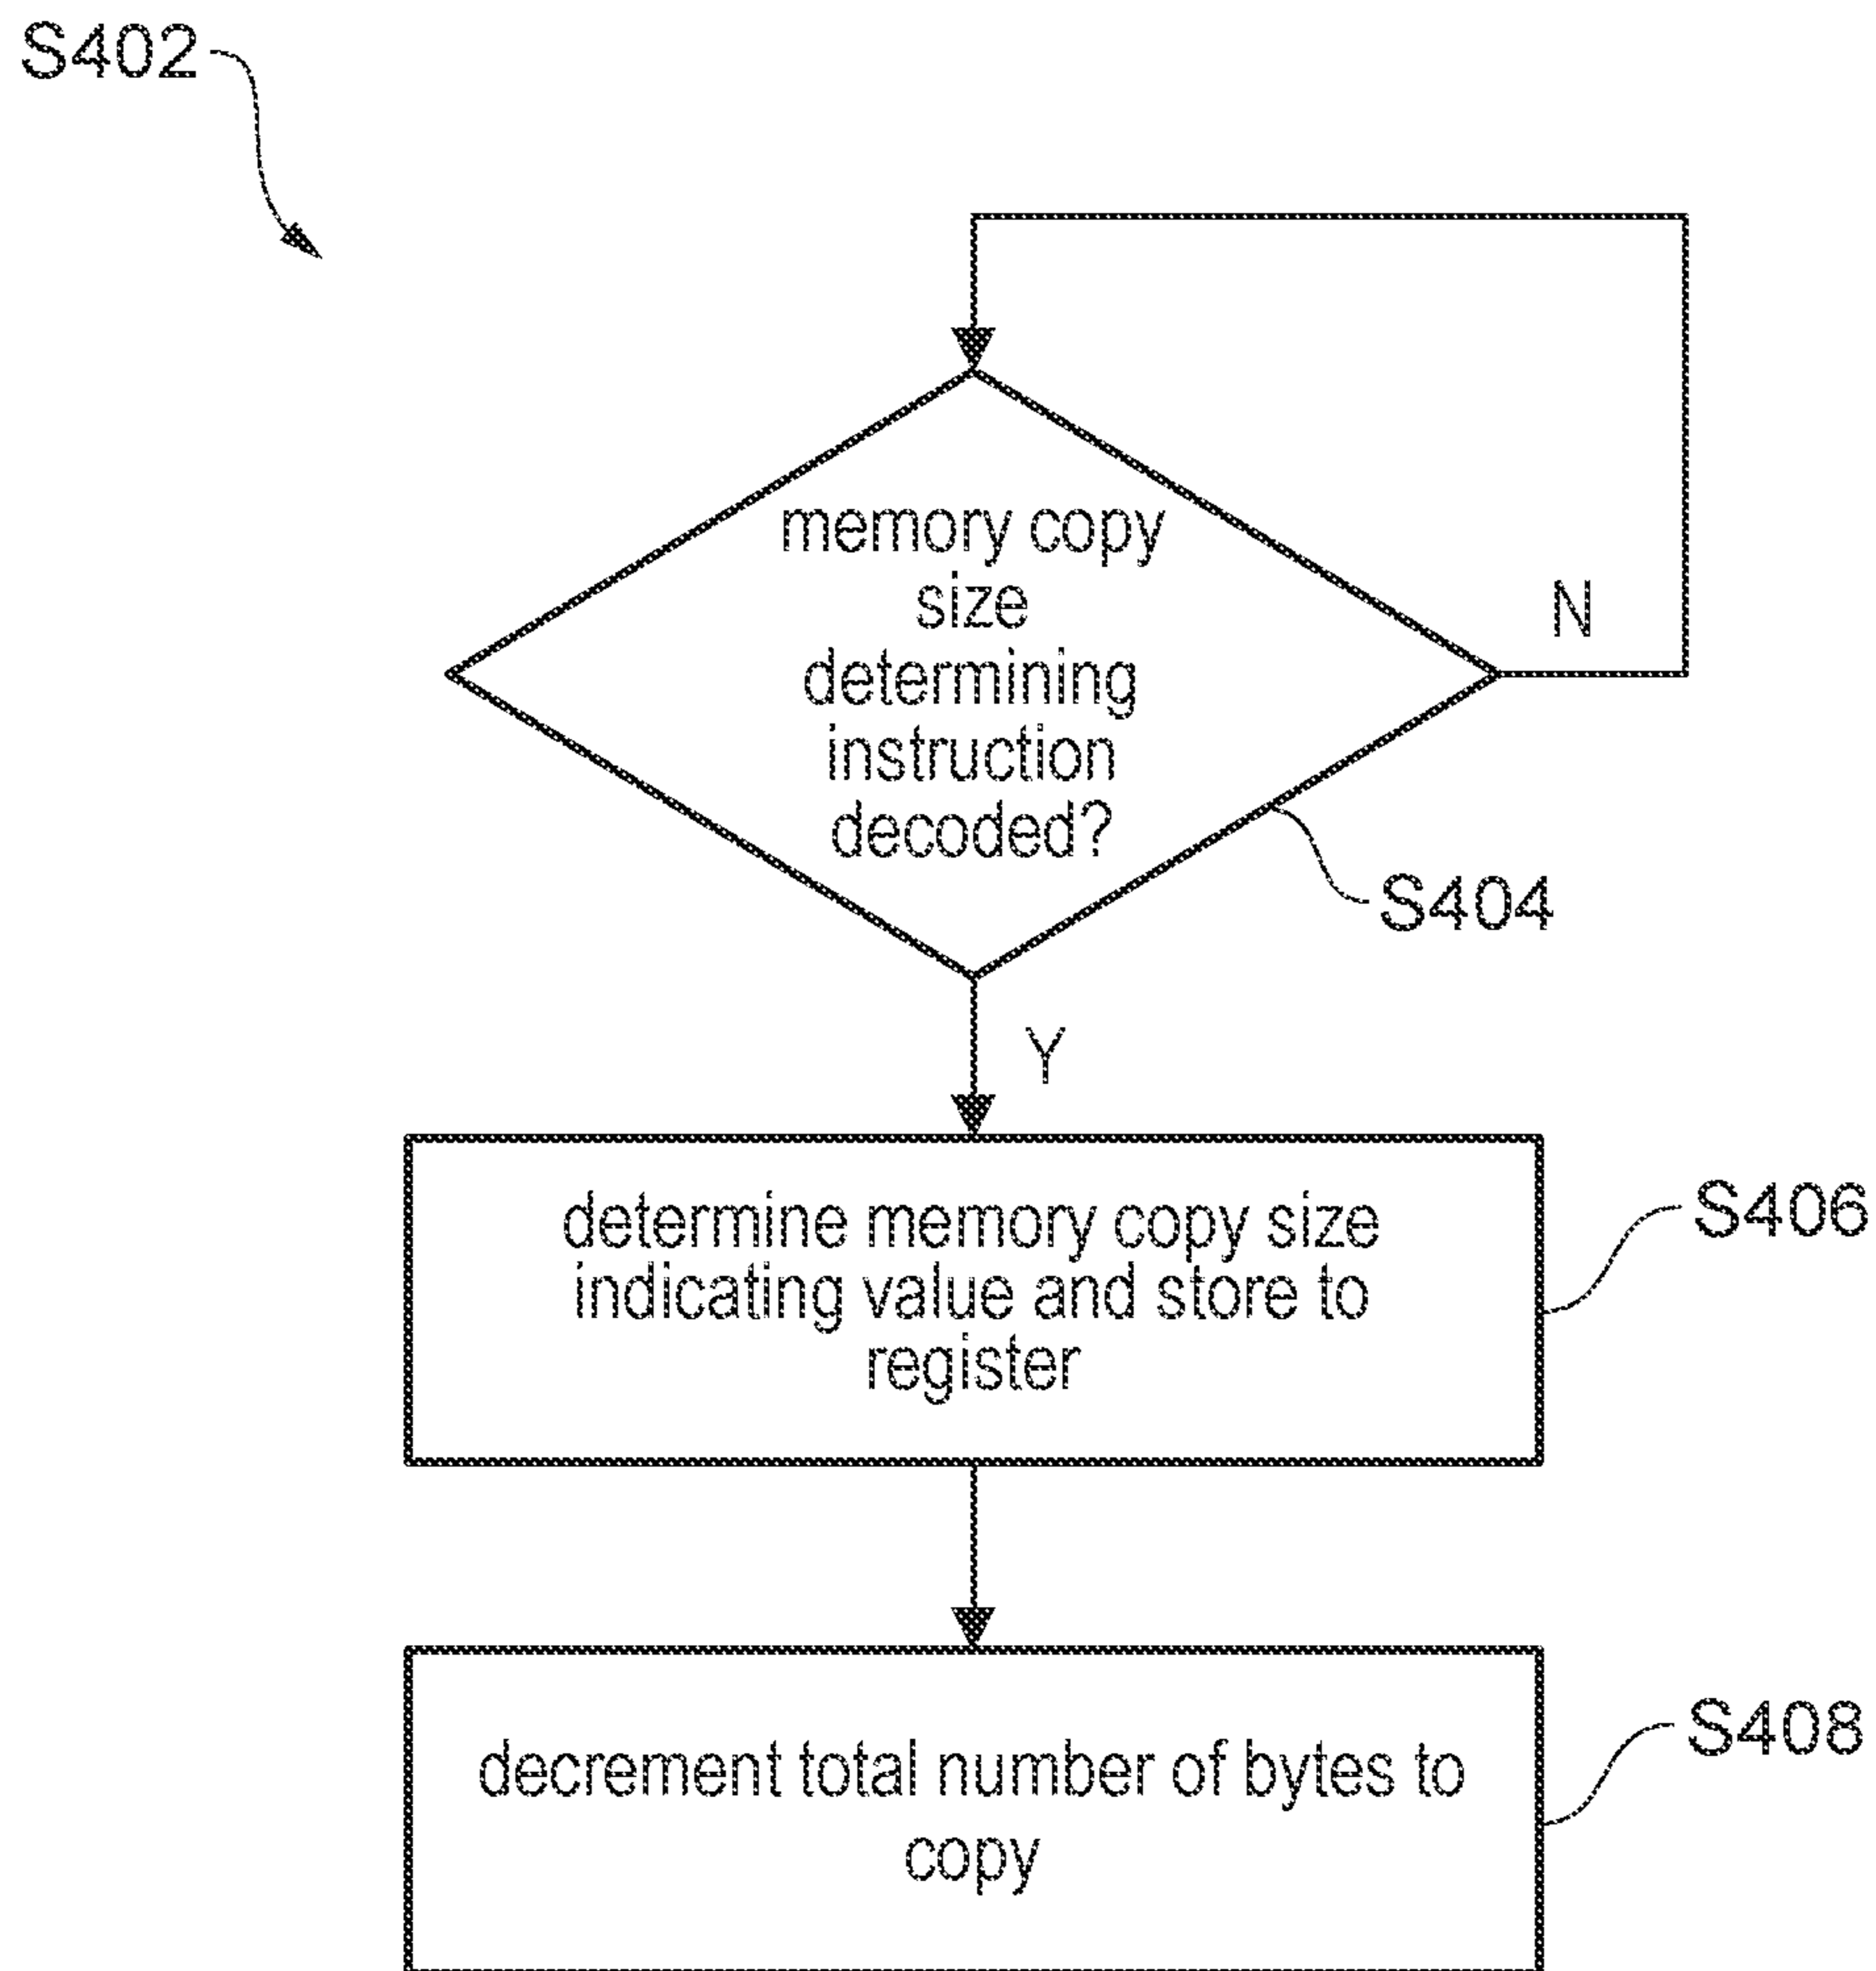 S402
memory copy
size
determining
instruction
decoded?
N
S404
Y
determine memory copy size
indicating value and store to
register
S406
decrement total number of bytes to
copy
S408